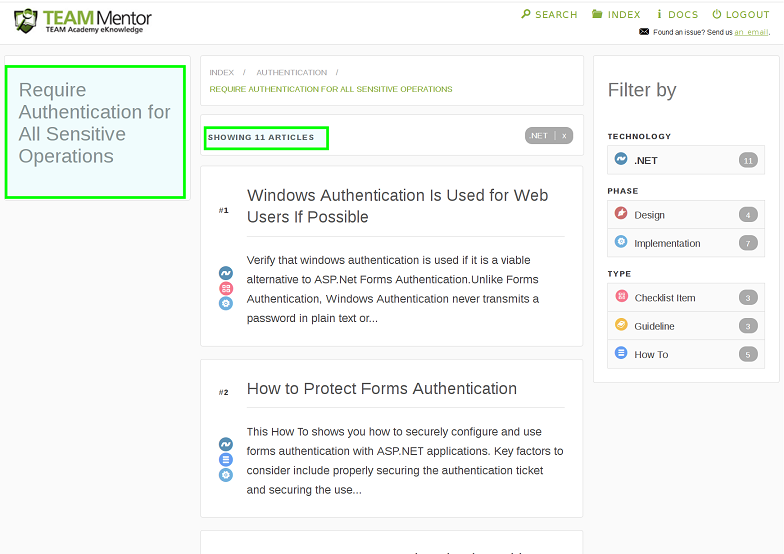 TEAM Mentor
TEAM Academy eKnowledge
SEARCH
INDEX
DOCS
LOGOUT
Found an issue? Send us an email.
Require
Authentication for
All Sensitive
Operations
INDEX / AUTHENTICATION /
REQUIRE AUTHENTICATION FOR ALL SENSITIVE OPERATIONS
SHOWING 11 ARTICLES
.NET | x
#1
Windows Authentication Is Used for Web
Users If Possible
Verify that windows authentication is used if it is a viable
alternative to ASP.Net Forms Authentication.Unlike Forms
Authentication, Windows Authentication never transmits a
password in plain text or...
#2
How to Protect Forms Authentication
This How To shows you how to securely configure and use
forms authentication with ASP.NET applications. Key factors to
consider include properly securing the authentication ticket
and securing the use...
Filter by
TECHNOLOGY
.NET 11
PHASE
Design 4
Implementation 7
TYPE
Checklist Item 3
Guideline 3
How To 5